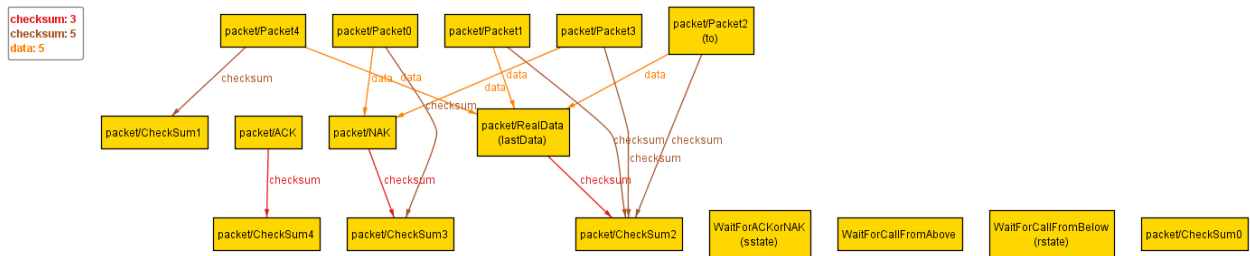 checksum: 3
checksum: 5
data: 5
packet/Packet4
packet/Packet0
packet/Packet1
packet/Packet3
packet/Packet2
(to)
checksum
data
data
data
data
data
checksum
packet/CheckSum1
packet/ACK
packet/NAK
packet/RealData
(lastData)
checksum
checksum
checksum
checksum
checksum
checksum
packet/CheckSum4
packet/CheckSum3
packet/CheckSum2
WaitForACKorNAK
(sstate)
WaitForCallFromAbove
WaitForCallFromBelow
(rstate)
packet/CheckSum0